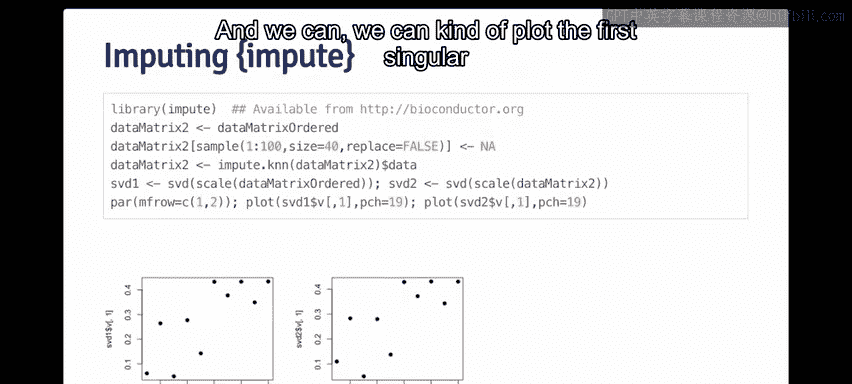 And we can, we can kind of plot the first
singular
Imputing {impute}
library(impute)  ## Available from http://bioconductor.org
dataMatrix2 <- dataMatrixOrdered
dataMatrix2[sample(1:100,size=40,replace=FALSE)] <- NA
dataMatrix2 <- impute.knn(dataMatrix2)$data
svd1 <- svd(scale(dataMatrixOrdered)); svd2 <- svd(scale(dataMatrix2))
par(mfrow=c(1,2)); plot(svd1$v[,1],pch=19); plot(svd2$v[,1],pch=19)
svd1$v[, 1]
0.4
0.3
0.2
0.1
svd2$v[, 1]
0.4
0.3
0.2
0.1